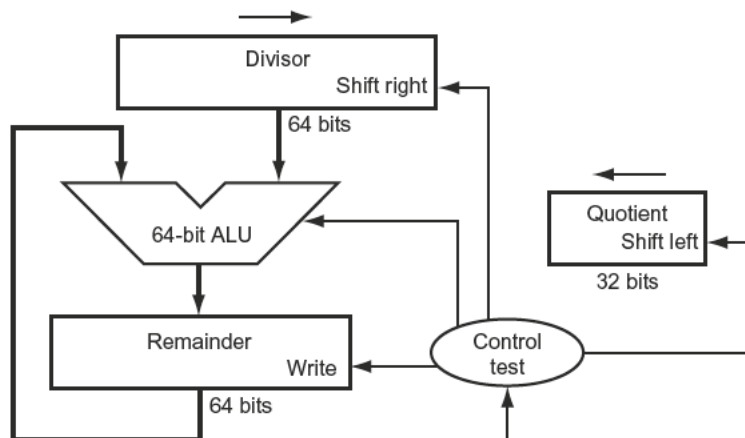 Divisor
Shift right
64 bits
64-bit ALU
Quotient
Shift left
32 bits
Remainder
Write
Control
test
64 bits